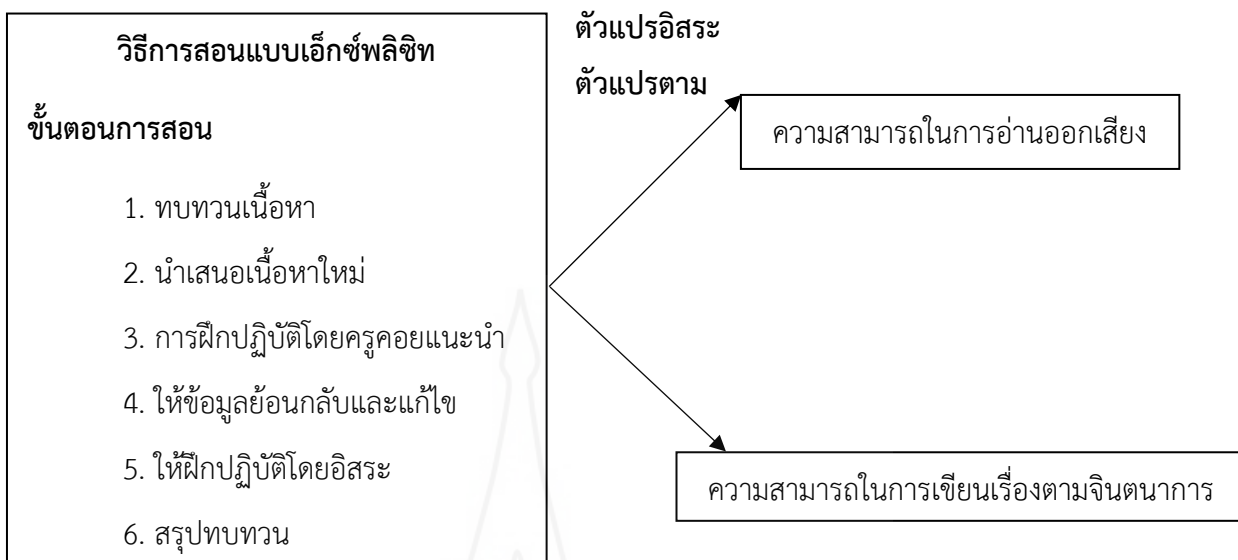 วิธีการสอนแบบเอ็กซ์พลิซิท
ขั้นตอนการสอน
1. ทบทวนเนื้อหา
2. นำเสนอเนื้อหาใหม่
3. การฝึกปฏิบัติโดยครูคอยแนะนำ
4. ให้ข้อมูลย้อนกลับและแก้ไข
5. ให้ฝึกปฏิบัติโดยอิสระ
6. สรุปทบทวน
ตัวแปรอิสระ
ตัวแปรตาม
ความสามารถในการอ่านออกเสียง
ความสามารถในการเขียนเรื่องตามจินตนาการ